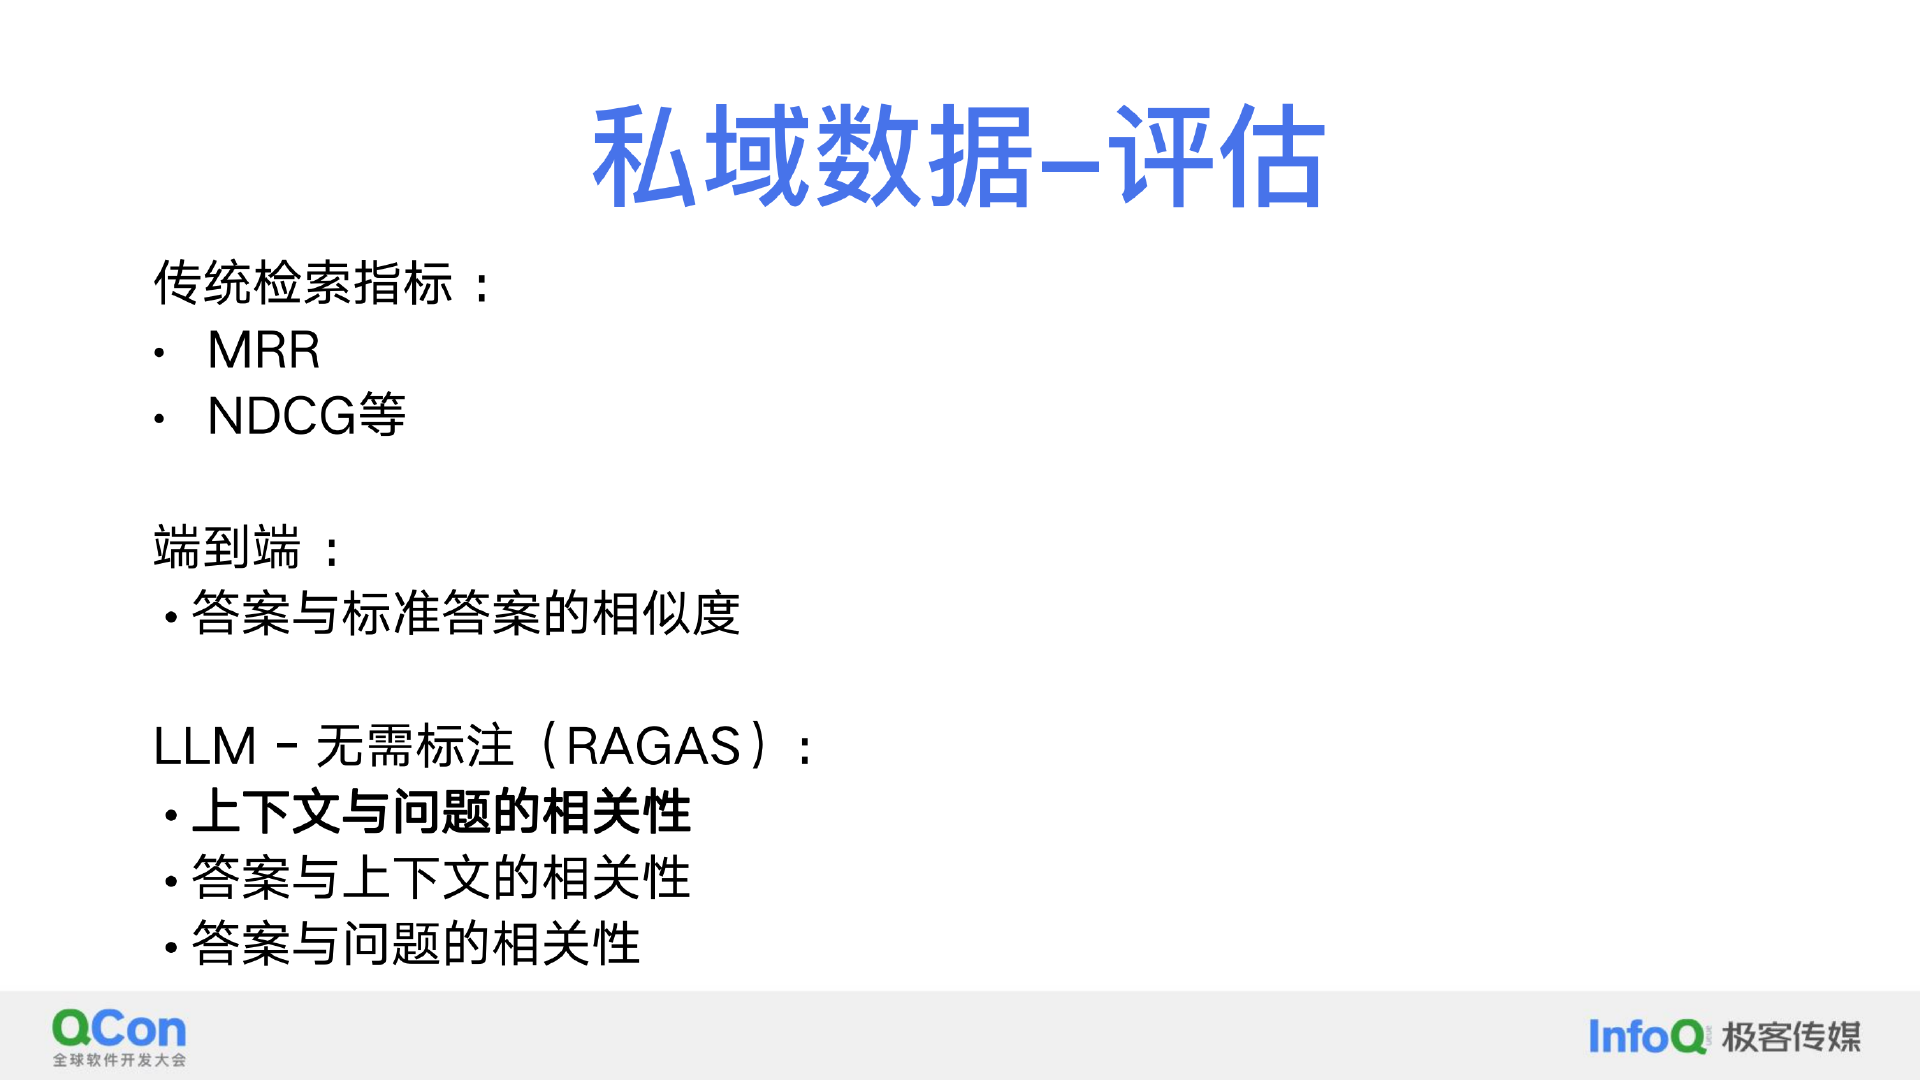 私域数据–评估
传统检索指标：
• MRR
• NDCG等
端到端：
• 答案与标准答案的相似度
LLM - 无需标注（RAGAS）:
• 上下文与问题的相关性
• 答案与上下文的相关性
• 答案与问题的相关性
QCon
全球软件开发大会
InfoQ 极客传媒